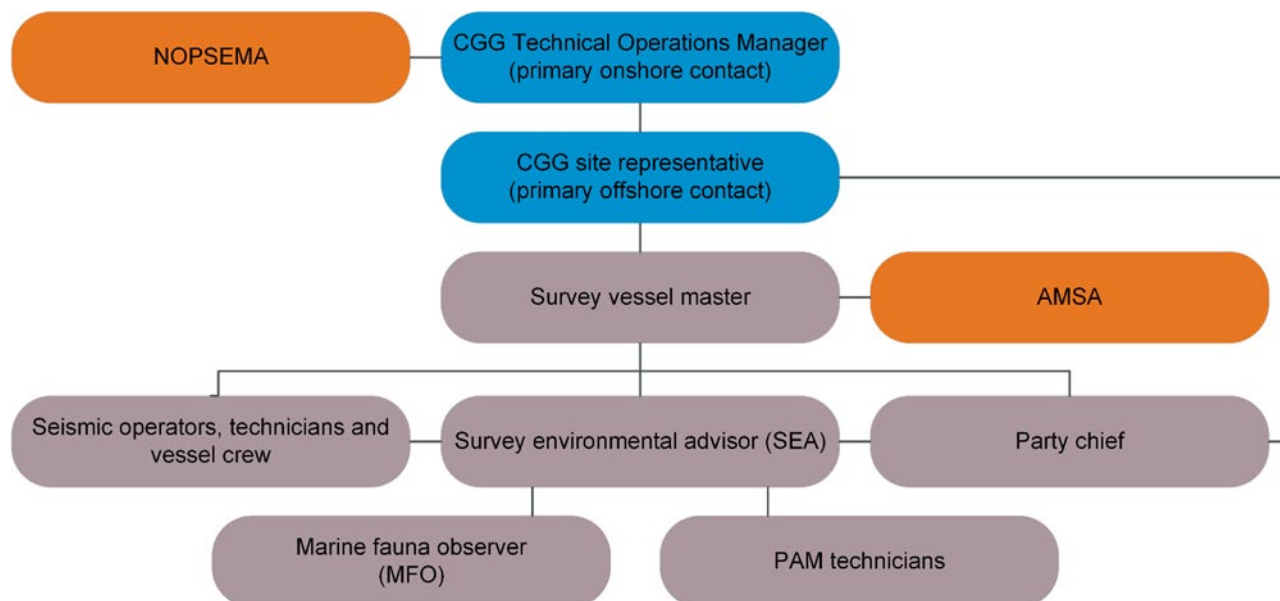 NOPSEMA
CGG Technical Operations Manager
(primary onshore contact)
CGG site representative
(primary offshore contact)
Survey vessel master
AMSA
Seismic operators, technicians and
vessel crew
Survey environmental advisor (SEA)
Party chief
Marine fauna observer
(MFO)
PAM technicians